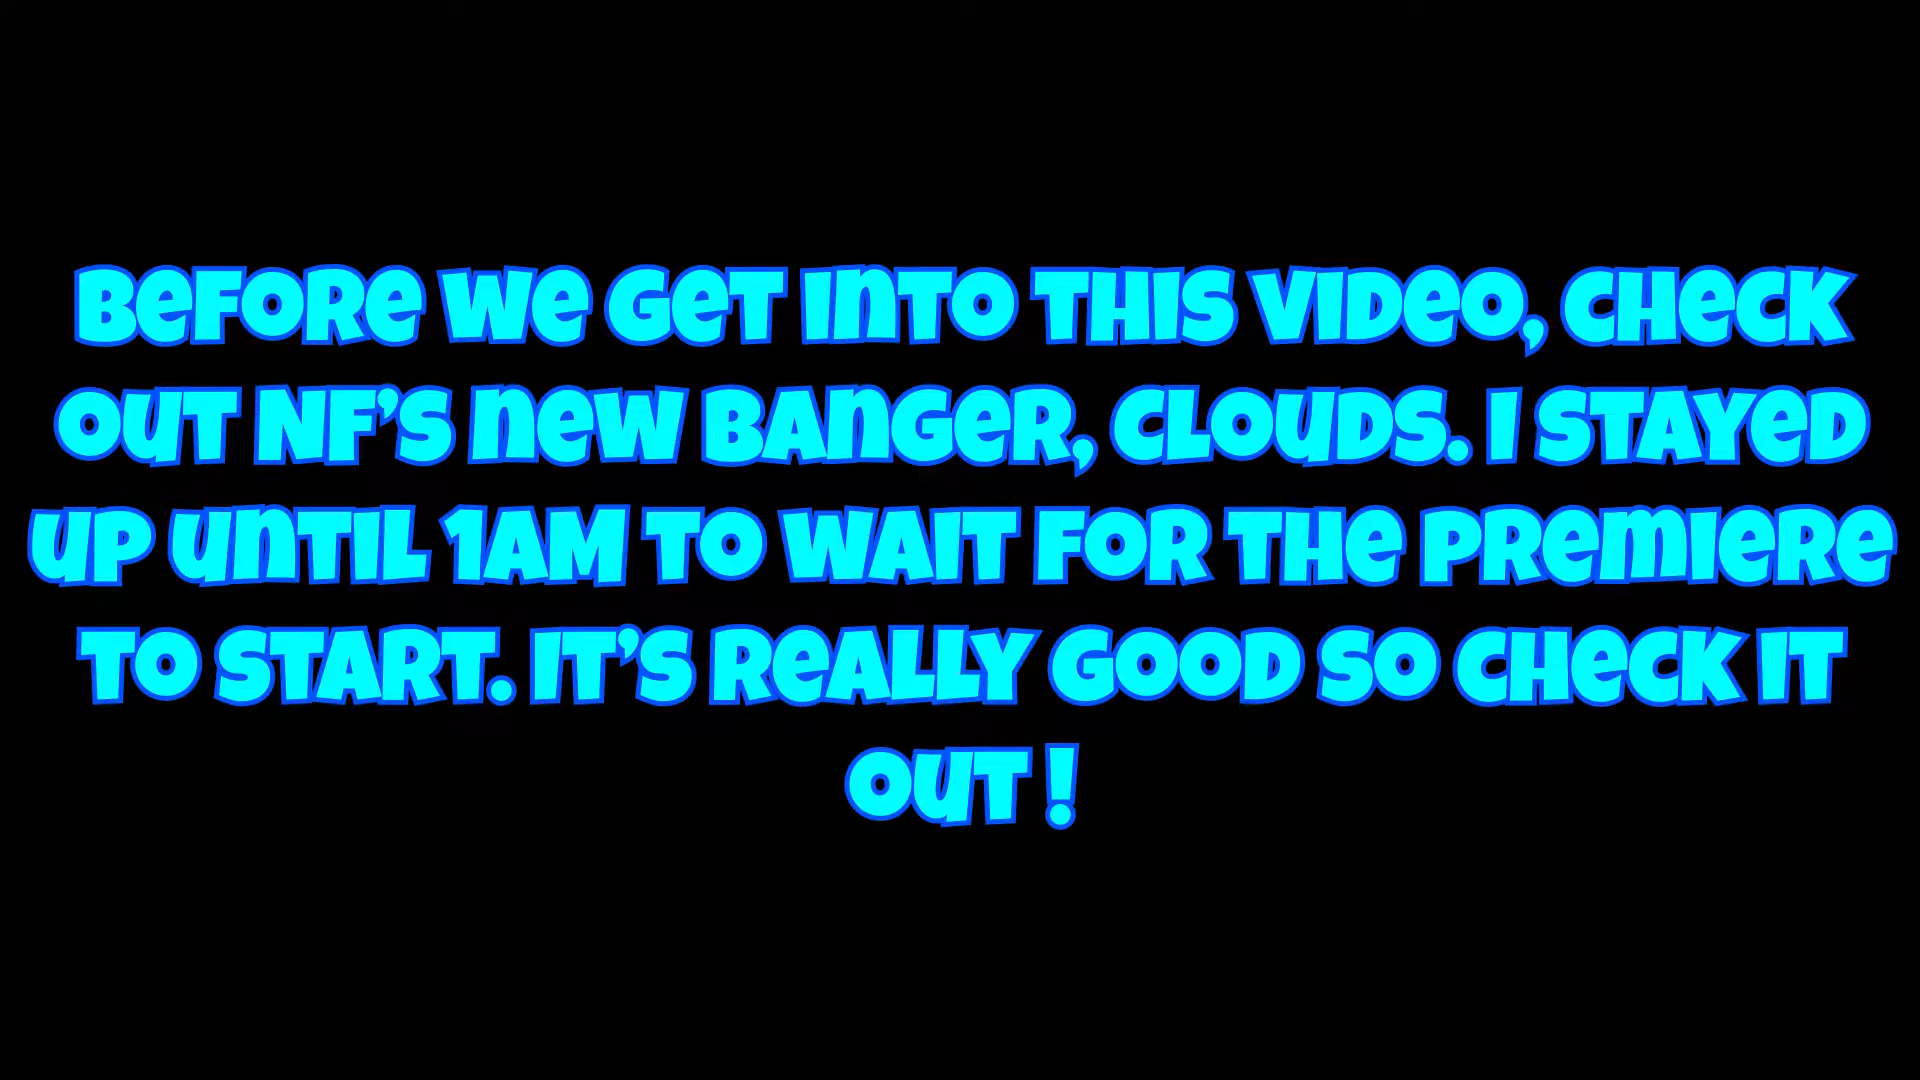 Before we get into this video, check
out NF's new banger, Clouds. I stayed
up until 1AM to wait for the premiere
to start. It's really good so check it
out !